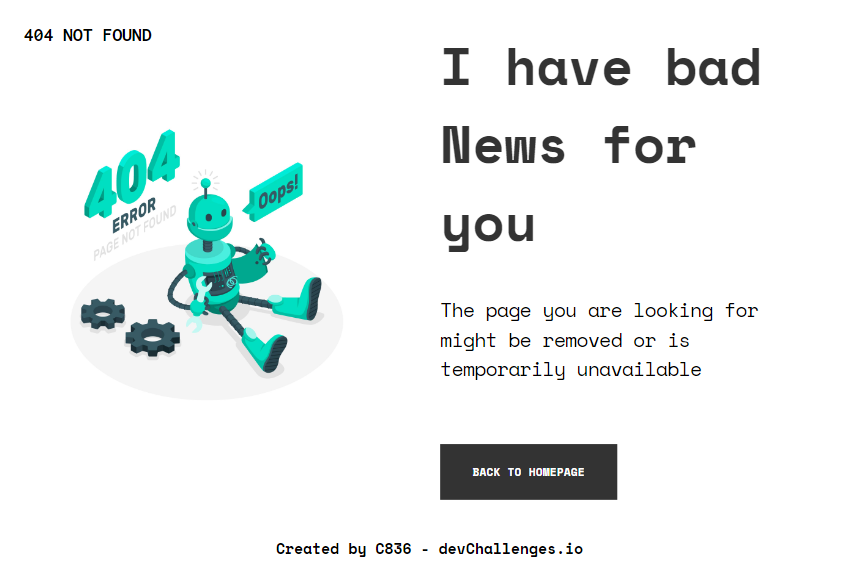 404 NOT FOUND
I have bad
News for
you
404
ERROR
PAGE NOT FOUND
Oops!
The page you are looking for
might be removed or is
temporarily unavailable
BACK TO HOMEPAGE
Created by C836 - devChallenges.io